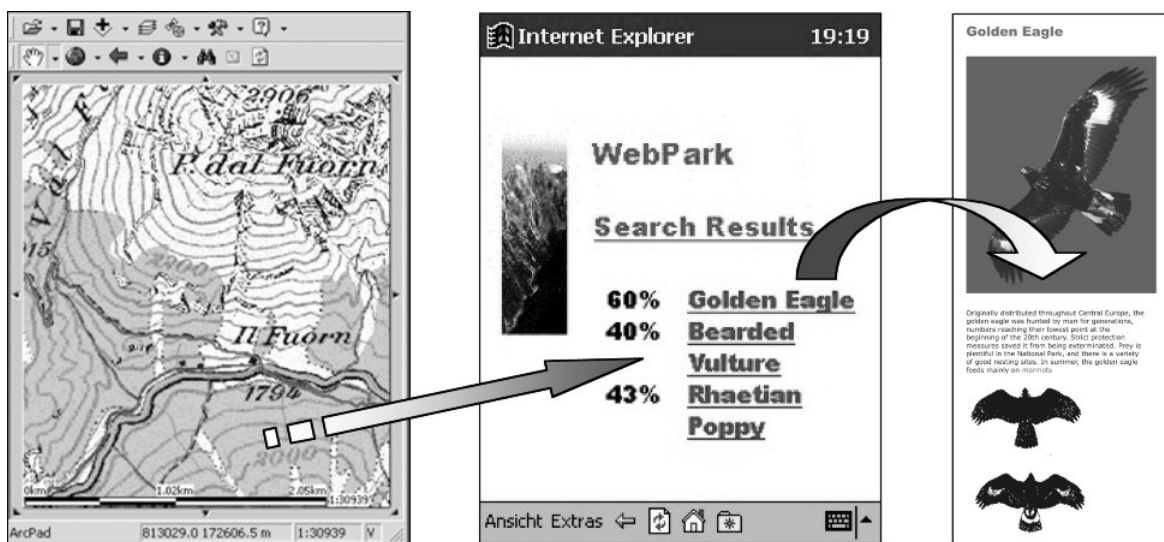 2906
P. dal Fuorn
Val
2200
Il Fuorn
1794
2000
0km 1.02km 2.05km
1:30939
ArcPad 813029.0 172606.5 m 1:30939 V
Internet Explorer 19:19
WebPark
Search Results
60% Golden Eagle
40% Bearded
Vulture
43% Rhaetian
Poppy
Ansicht Extras
Golden Eagle
Originally distributed throughout Central Europe, the
golden eagle was hunted by man for generations,
numbers reaching their lowest point at the
beginning of the 20th century. Strict protection
measures saved it from being exterminated. Prey is
plentiful in the National Park, and there is a variety
of good nesting sites. In summer, the golden eagle
feeds mainly on marmots